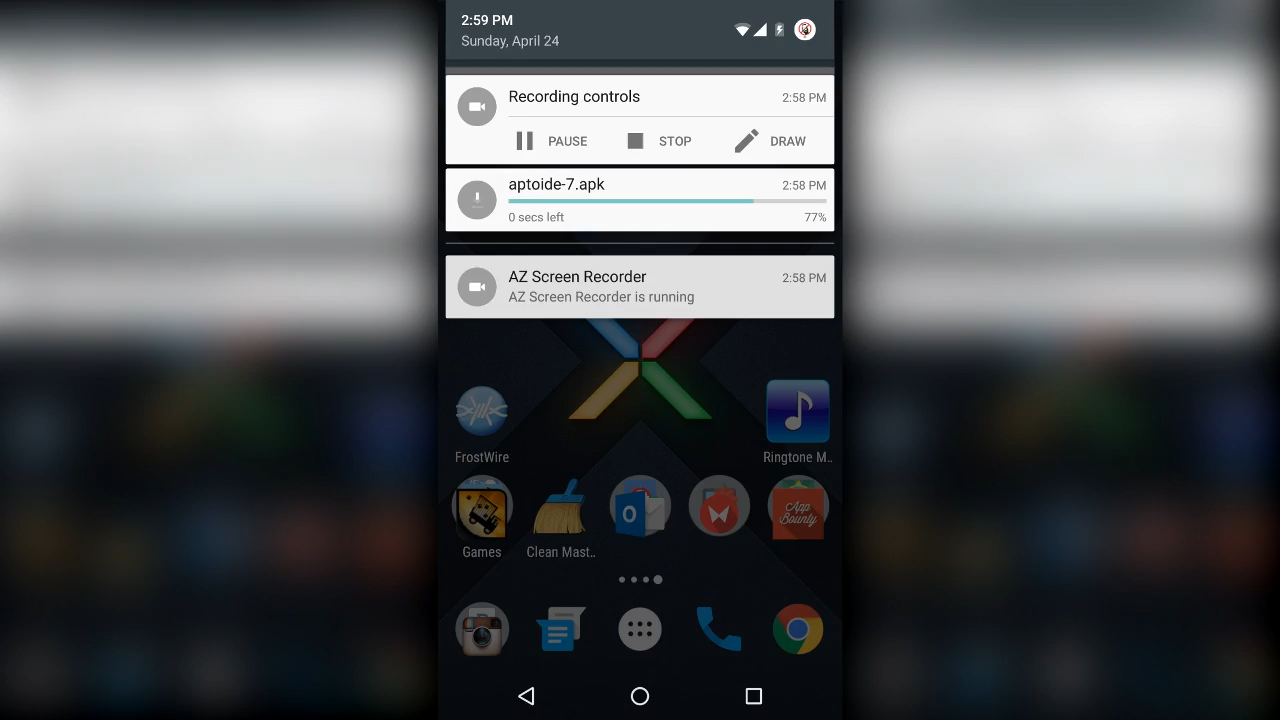 2:59 PM
Sunday, April 24
Recording controls 2:58 PM
PAUSE STOP DRAW
aptoide-7.apk 2:58 PM
0 secs left 77%
AZ Screen Recorder 2:58 PM
AZ Screen Recorder is running
FrostWire Ringtone M..
App
Bounty
Games Clean Mast..